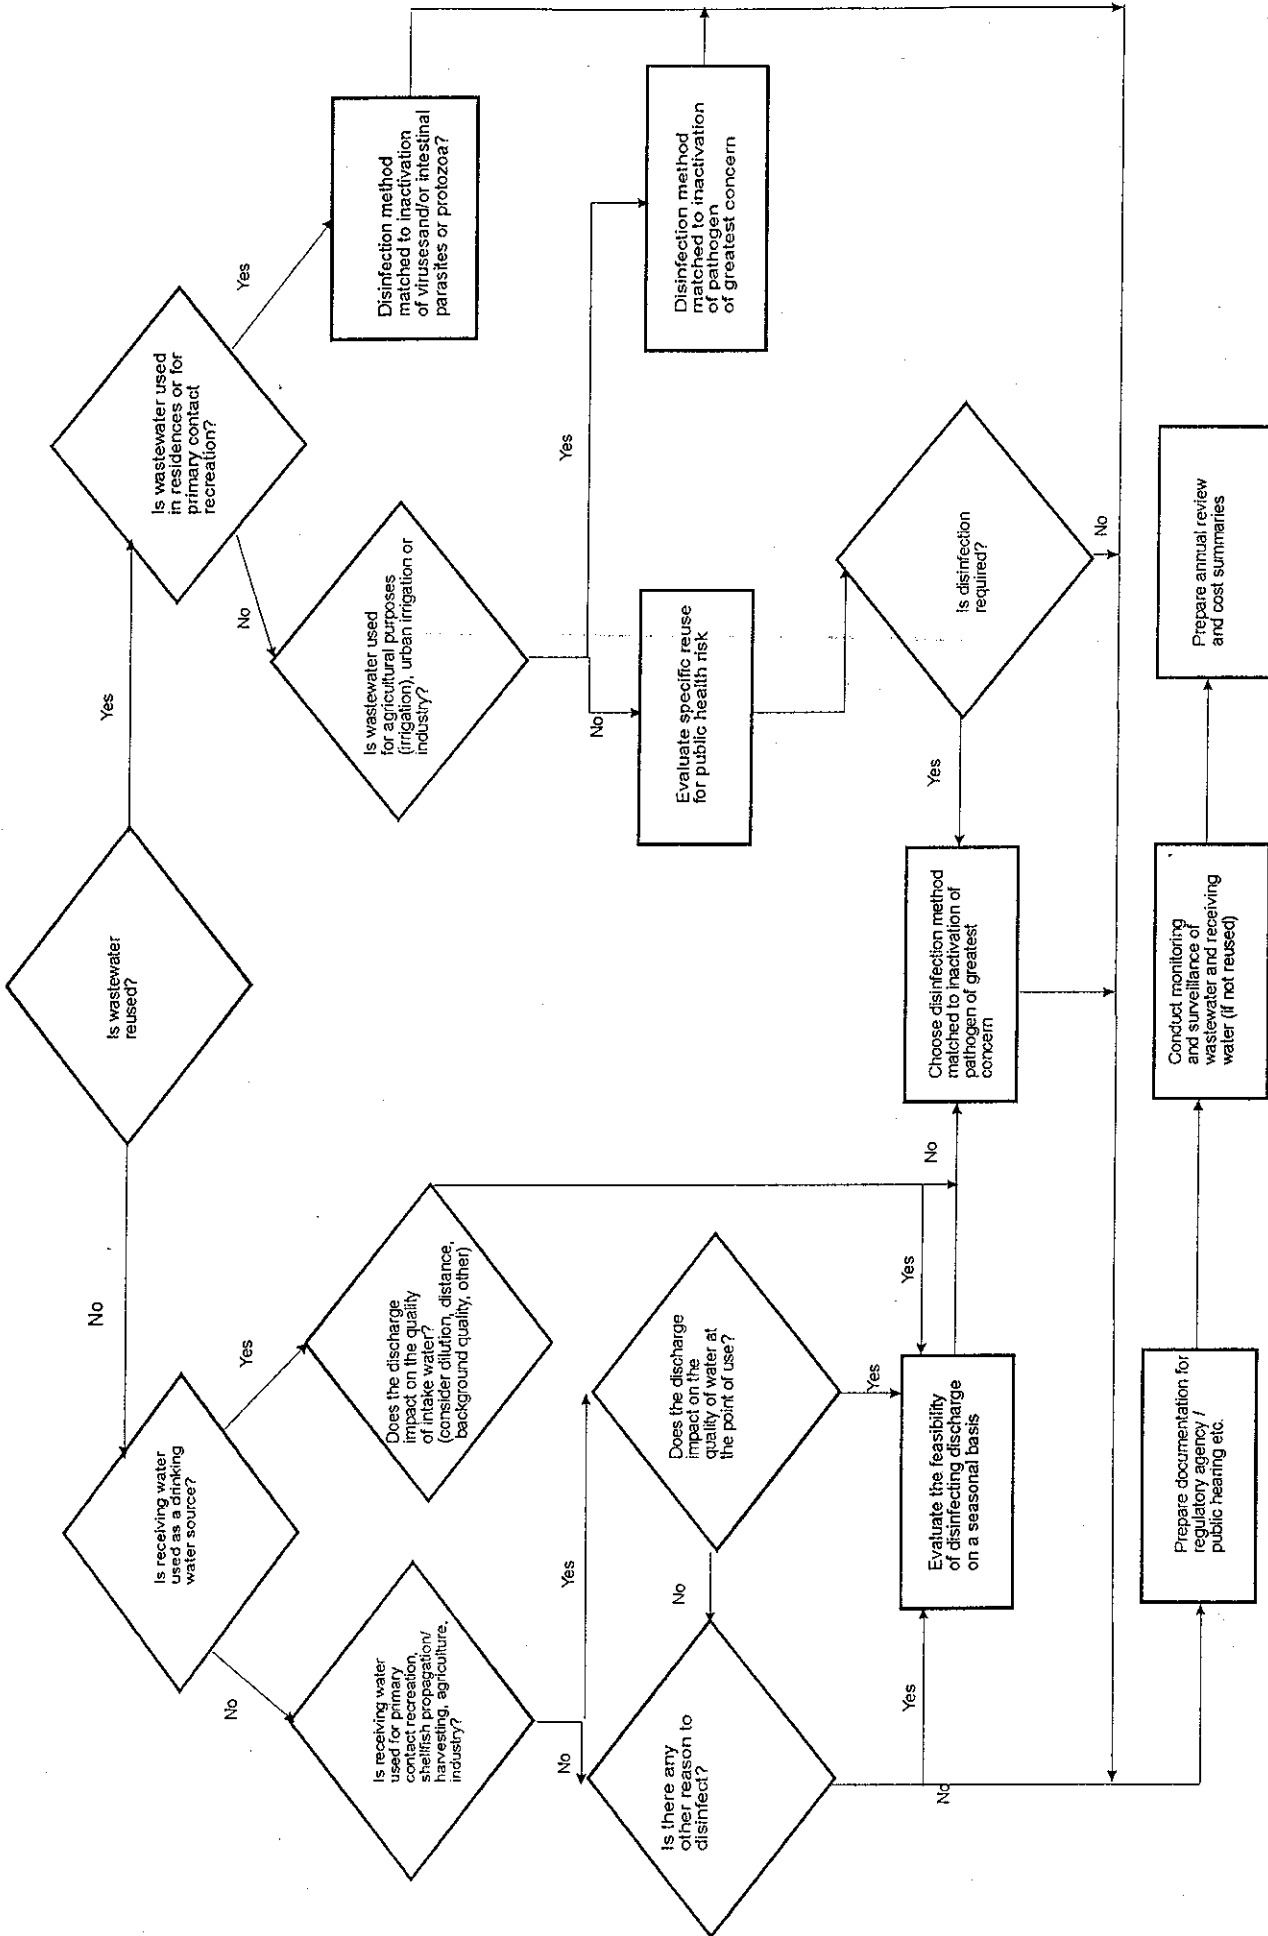 Is wastewater
reused?
No
Yes
Is receiving water
used as a drinking
water source?
Is wastewater used
in residences or for
primary contact
recreation?
No
Yes
No
Yes
Is receiving water
used for primary
contact recreation,
shellfish propagation/
harvesting, agriculture,
industry?
Does the discharge
impact on the quality
of intake water?
(consider dilution, distance,
background quality, other)
Is wastewater used
for agricultural purposes
(irrigation), urban irrigation or
industry?
Disinfection method
matched to inactivation
of virusesand/or intestinal
parasites or protozoa?
No
Yes
No
Yes
Is there any
other reason to
disinfect?
No
Does the discharge
impact on the
quality of water at
the point of use?
Evaluate specific reuse
for public health risk
Disinfection method
matched to inactivation
of pathogen
of greatest concern
Yes
Yes
Yes
No
Evaluate the feasibility
of disinfecting discharge
on a seasonal basis
No
Choose disinfection method
matched to inactivation of
pathogen of greatest
concern
Yes
Is disinfection
required?
No
Prepare documentation for
regulatory agency /
public hearing etc.
Conduct monitoring
and surveillance of
wastewater and receiving
water (if not reused)
Prepare annual review
and cost summaries